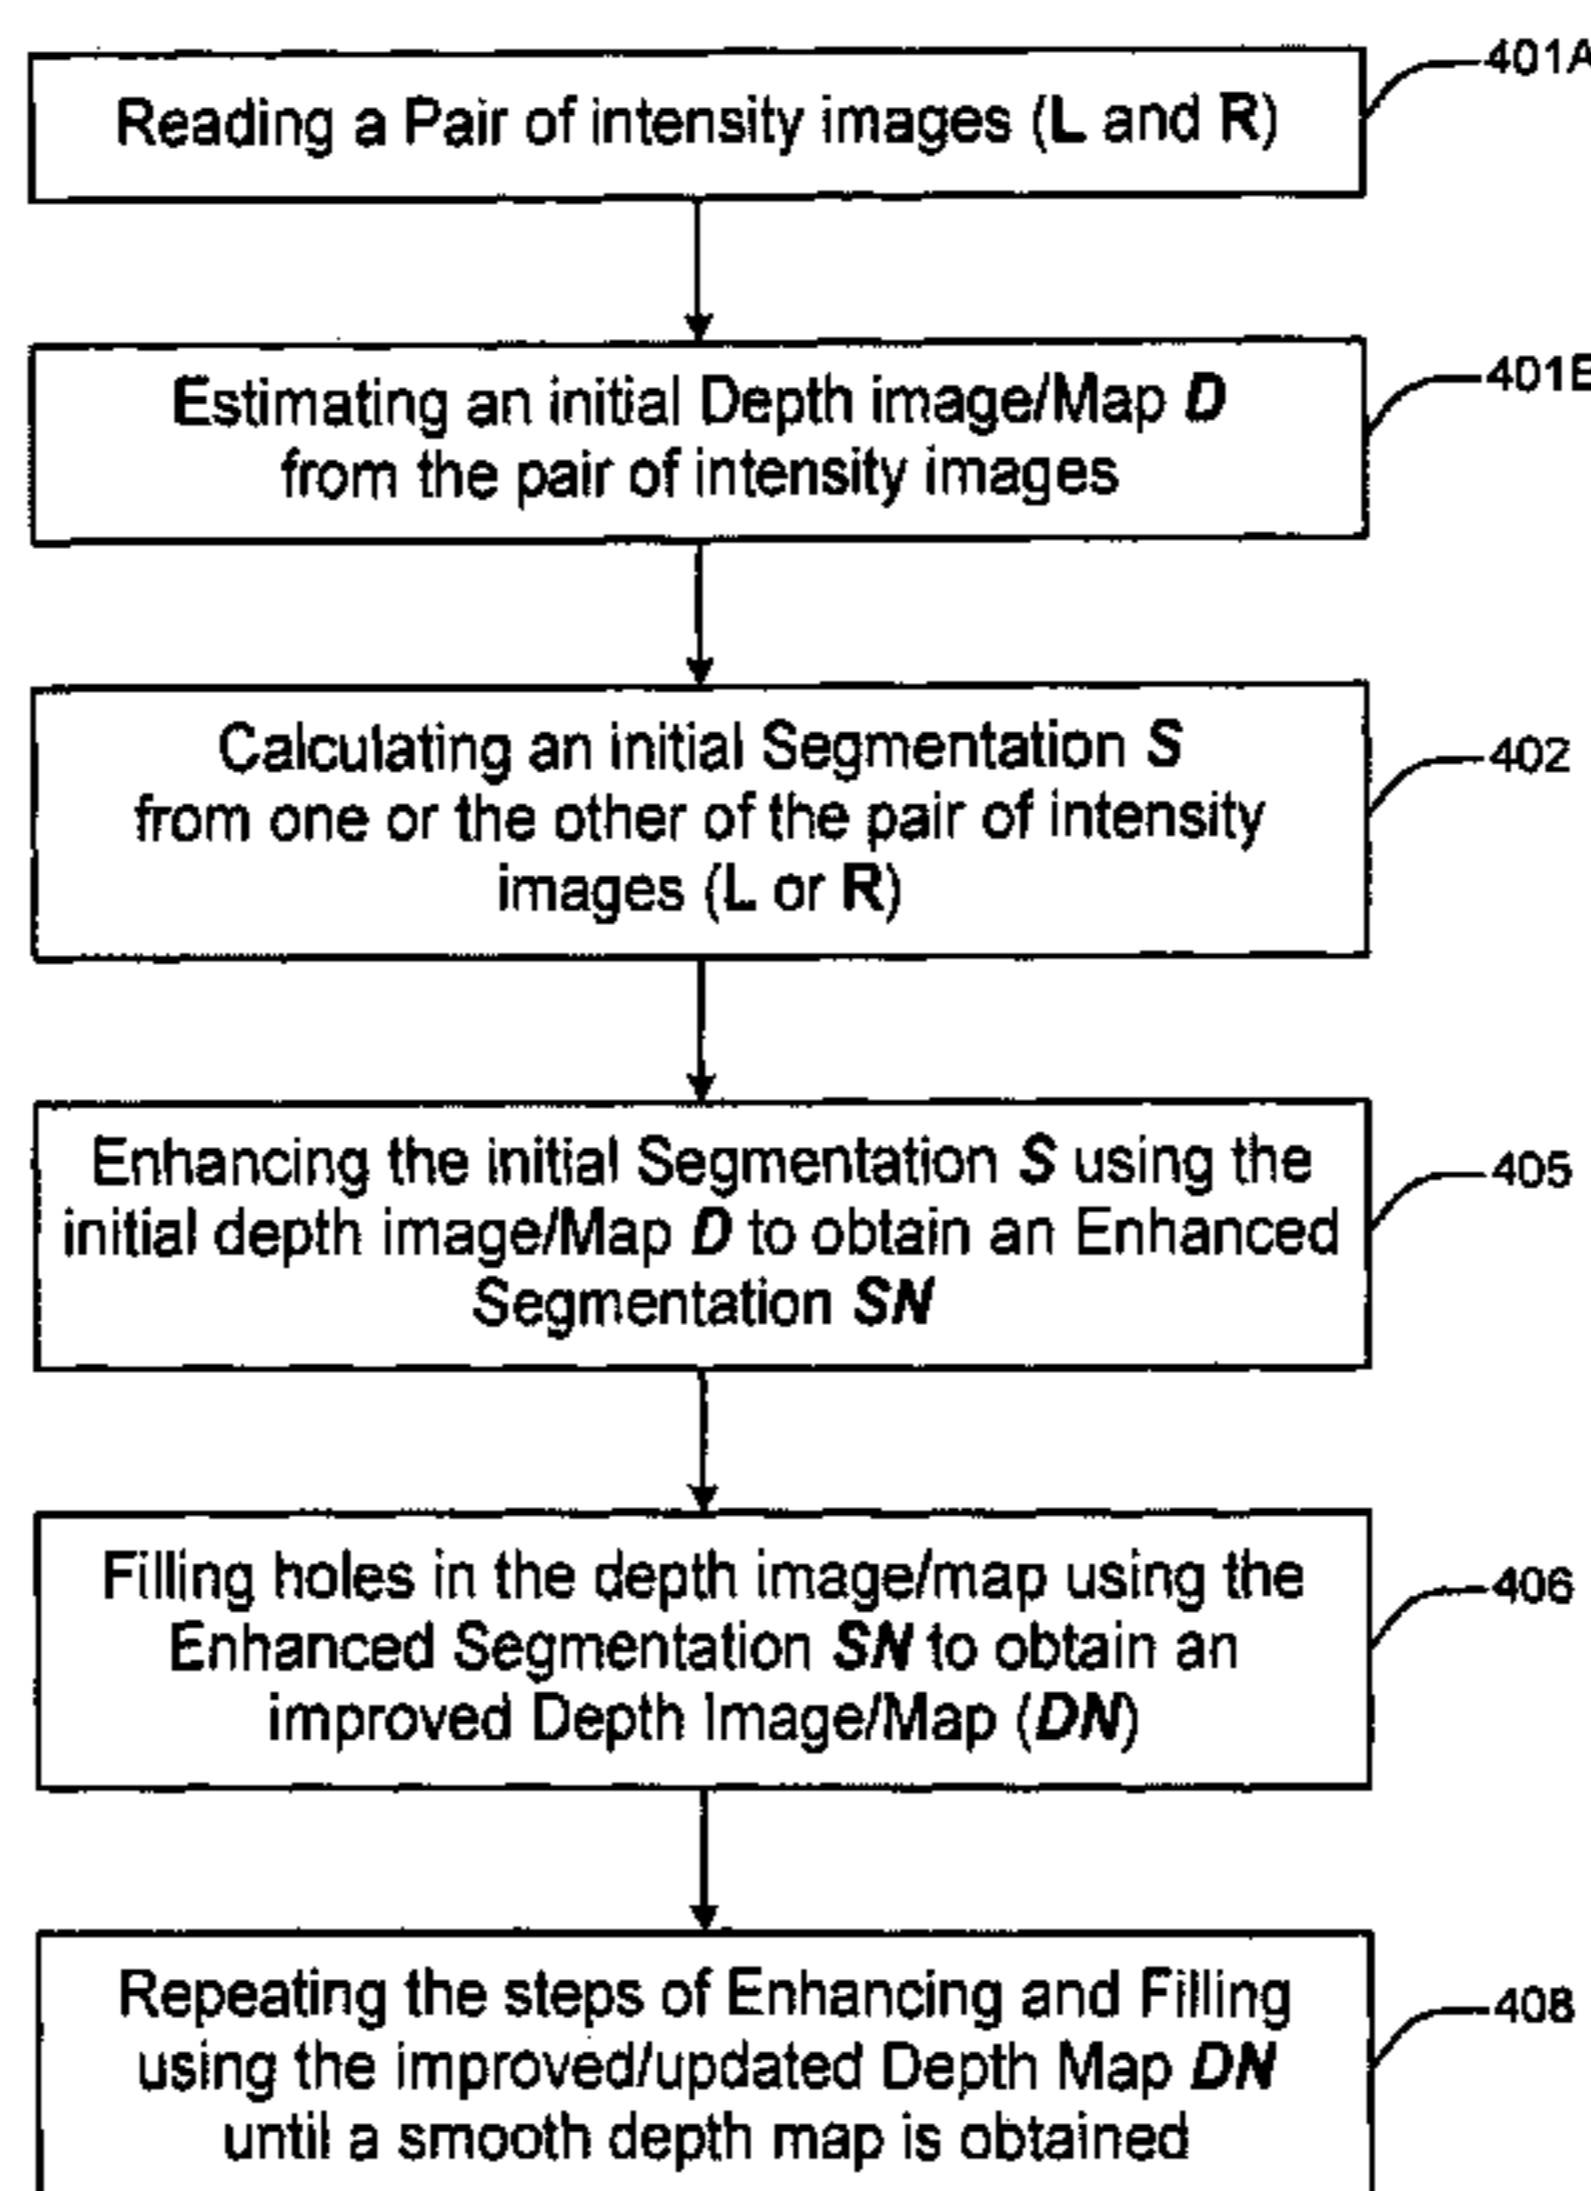 Reading a Pair of intensity images (L and R)
401A
Estimating an initial Depth image/Map D
from the pair of intensity images
401B
Calculating an initial Segmentation S
from one or the other of the pair of intensity
images (L or R)
402
Enhancing the initial Segmentation S using the
initial depth image/Map D to obtain an Enhanced
Segmentation SN
405
Filling holes in the depth image/map using the
Enhanced Segmentation SN to obtain an
improved Depth Image/Map (DN)
406
Repeating the steps of Enhancing and Filling
using the improved/updated Depth Map DN
until a smooth depth map is obtained
408